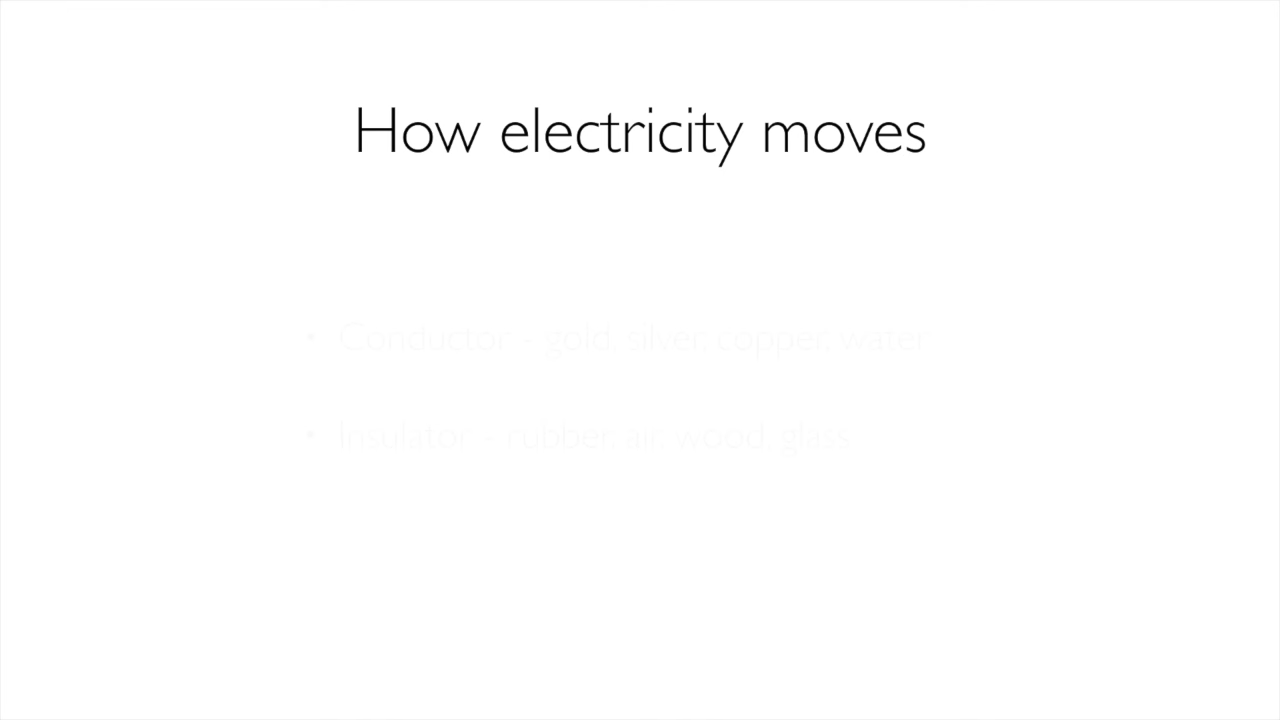 How electricity moves
• Conductor - gold, silver, copper, water
• Insulator - rubber, air, wood, glass